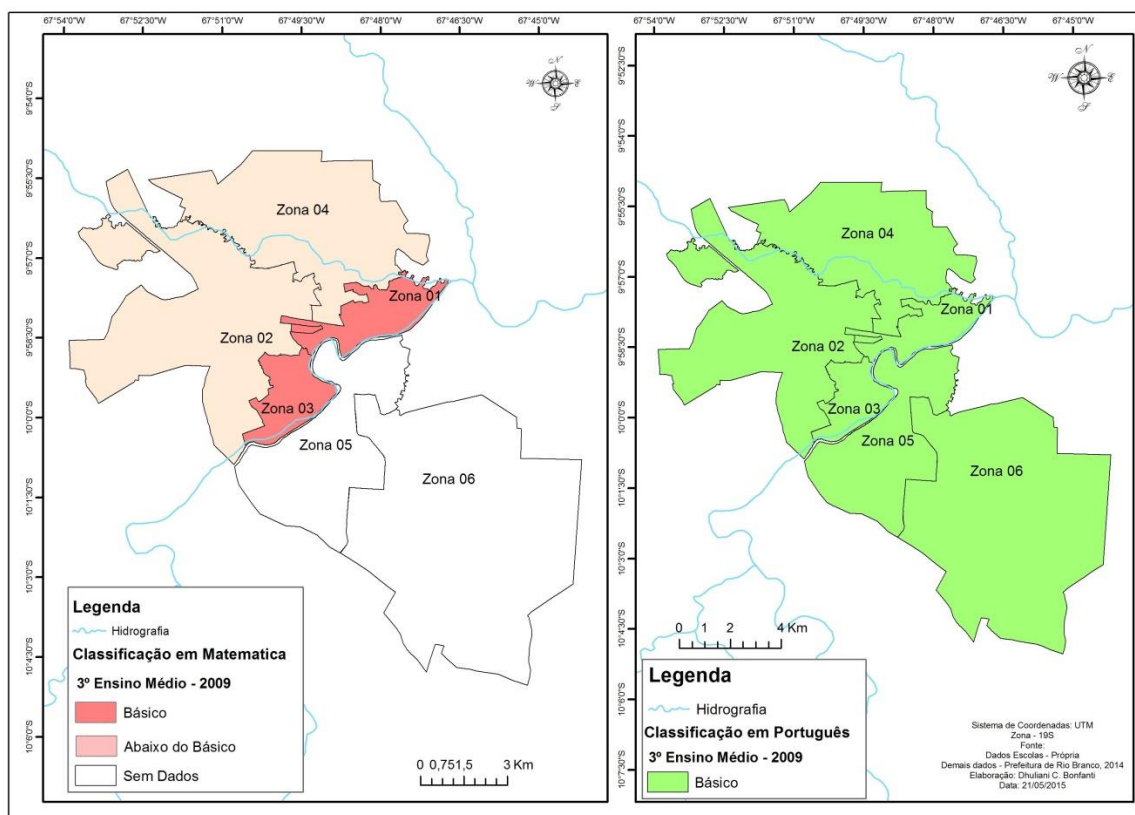 67°54'0"W 67°52'30"W 67°51'0"W 67°49'30"W 67°48'0"W 67°46'30"W 67°45'0"W
N
W E
S
9°54'0"S
9°55'30"S
9°57'0"S
9°58'30"S
10°0'0"S
10°1'30"S
10°3'0"S
10°4'30"S
10°6'0"S
Zona 04
Zona 01
Zona 02
Zona 03
Zona 05
Zona 06
Legenda
Hidrografia
Classificação em Matematica
3º Ensino Médio - 2009
Básico
Abaixo do Básico
Sem Dados
0 0,751,5 3 Km
67°54'0"W 67°52'30"W 67°51'0"W 67°49'30"W 67°48'0"W 67°46'30"W 67°45'0"W
N
W E
S
9°52'30"S
9°54'0"S
9°55'30"S
9°57'0"S
9°58'30"S
10°0'0"S
10°1'30"S
10°3'0"S
10°4'30"S
10°6'0"S
10°7'30"S
Zona 04
Zona 01
Zona 02
Zona 03
Zona 05
Zona 06
0 1 2 4 Km
Legenda
Hidrografia
Classificação em Português
3º Ensino Médio - 2009
Básico
Sistema de Coordenadas: UTM
Zona - 19S
Fonte:
Dados Escolas - Própria
Demais dados - Prefeitura de Rio Branco, 2014
Elaboração: Dhuliani C. Bonfanti
Data: 21/05/2015